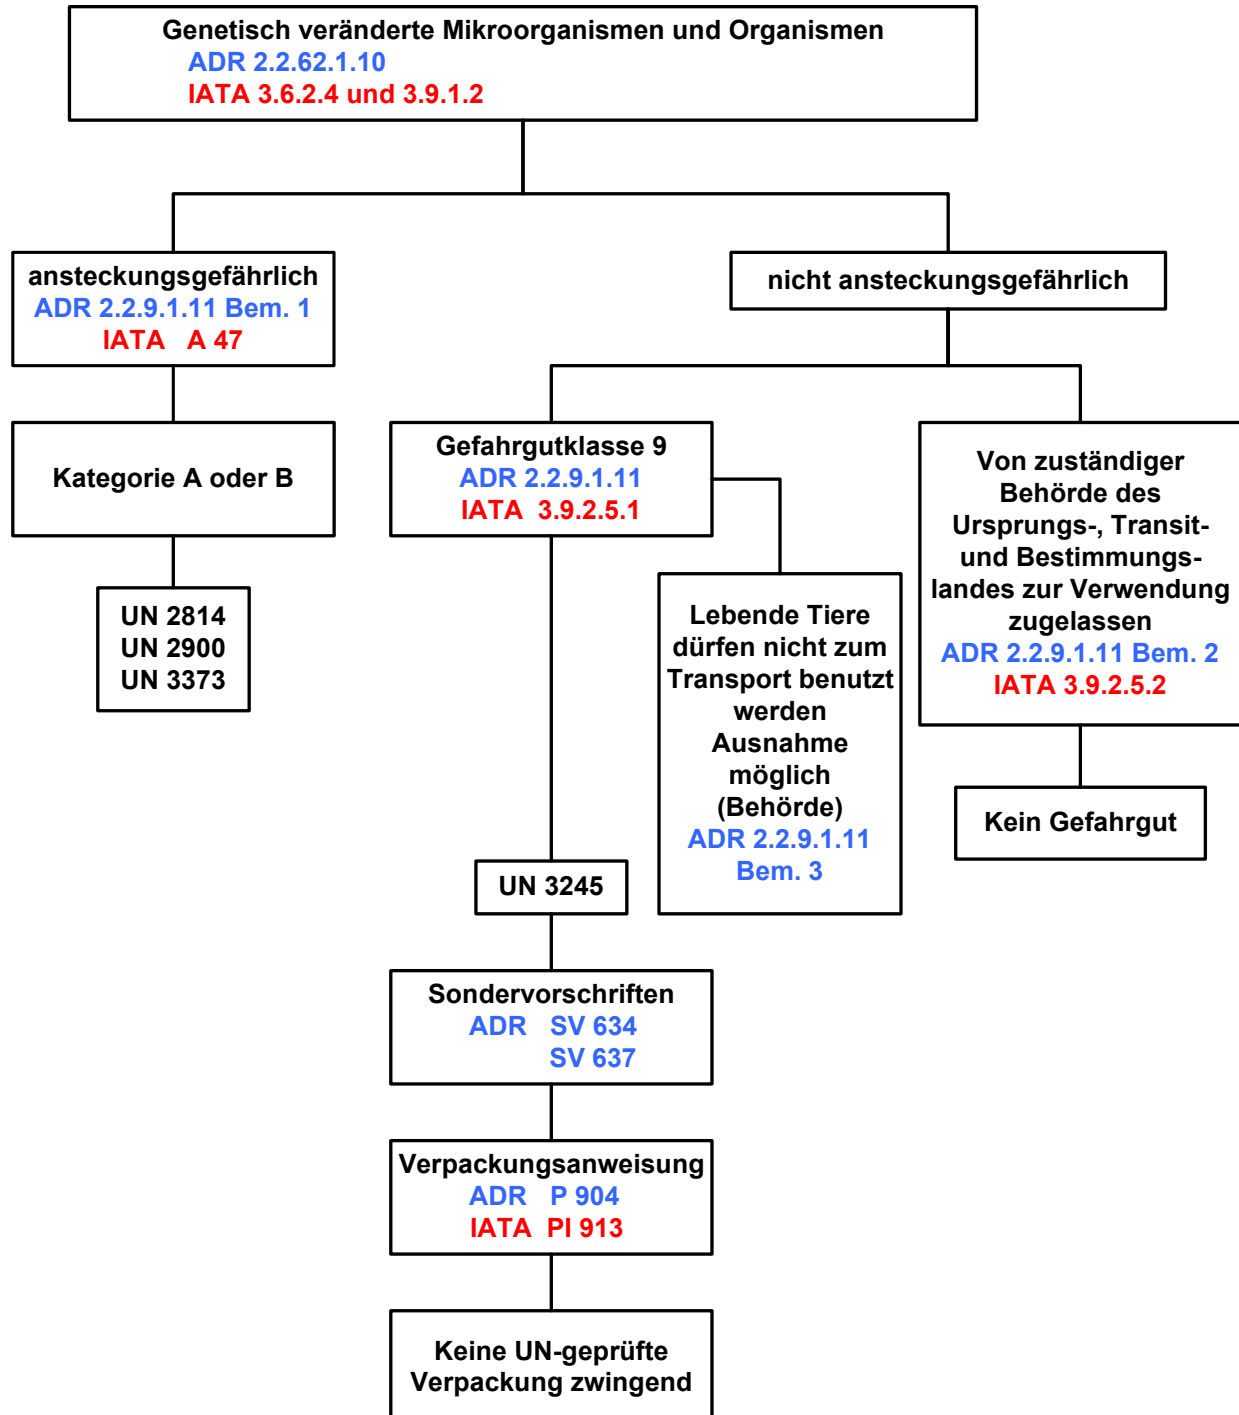 Genetisch veränderte Mikroorganismen und Organismen
ADR 2.2.62.1.10
IATA 3.6.2.4 und 3.9.1.2
ansteckungsgefährlich
ADR 2.2.9.1.11 Bem. 1
IATA A 47
nicht ansteckungsgefährlich
Kategorie A oder B
UN 2814
UN 2900
UN 3373
Gefahrgutklasse 9
ADR 2.2.9.1.11
IATA 3.9.2.5.1
Lebende Tiere
dürfen nicht zum
Transport benutzt
werden
Ausnahme
möglich
(Behörde)
ADR 2.2.9.1.11
Bem. 3
Von zuständiger
Behörde des
Ursprungs-, Transit-
und Bestimmungs-
landes zur Verwendung
zugelassen
ADR 2.2.9.1.11 Bem. 2
IATA 3.9.2.5.2
Kein Gefahrgut
UN 3245
Sondervorschriften
ADR SV 634
SV 637
Verpackungsanweisung
ADR P 904
IATA PI 913
Keine UN-geprüfte
Verpackung zwingend